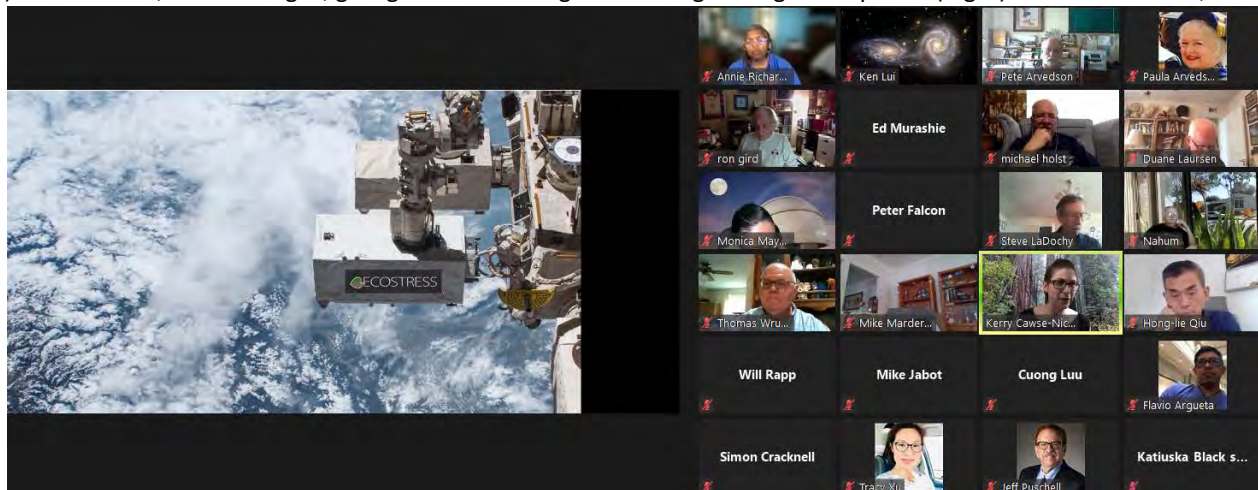 ECOSTRESS
Annie Richar...
Ken Lui
Pete Arvedson
Paula Arveds...
ron gird
Ed Murashie
michael holst
Duane Laursen
Monica May...
Peter Falcon
Steve LaDochy
Nahum
Thomas Wru...
Mike Marder...
Kerry Cawse-Nic...
Hong-lie Qiu
Will Rapp
Mike Jabot
Cuong Luu
Flavio Argueta
Simon Cracknell
Tracy Xu
Jeff Puschell
Katiuska Black s...